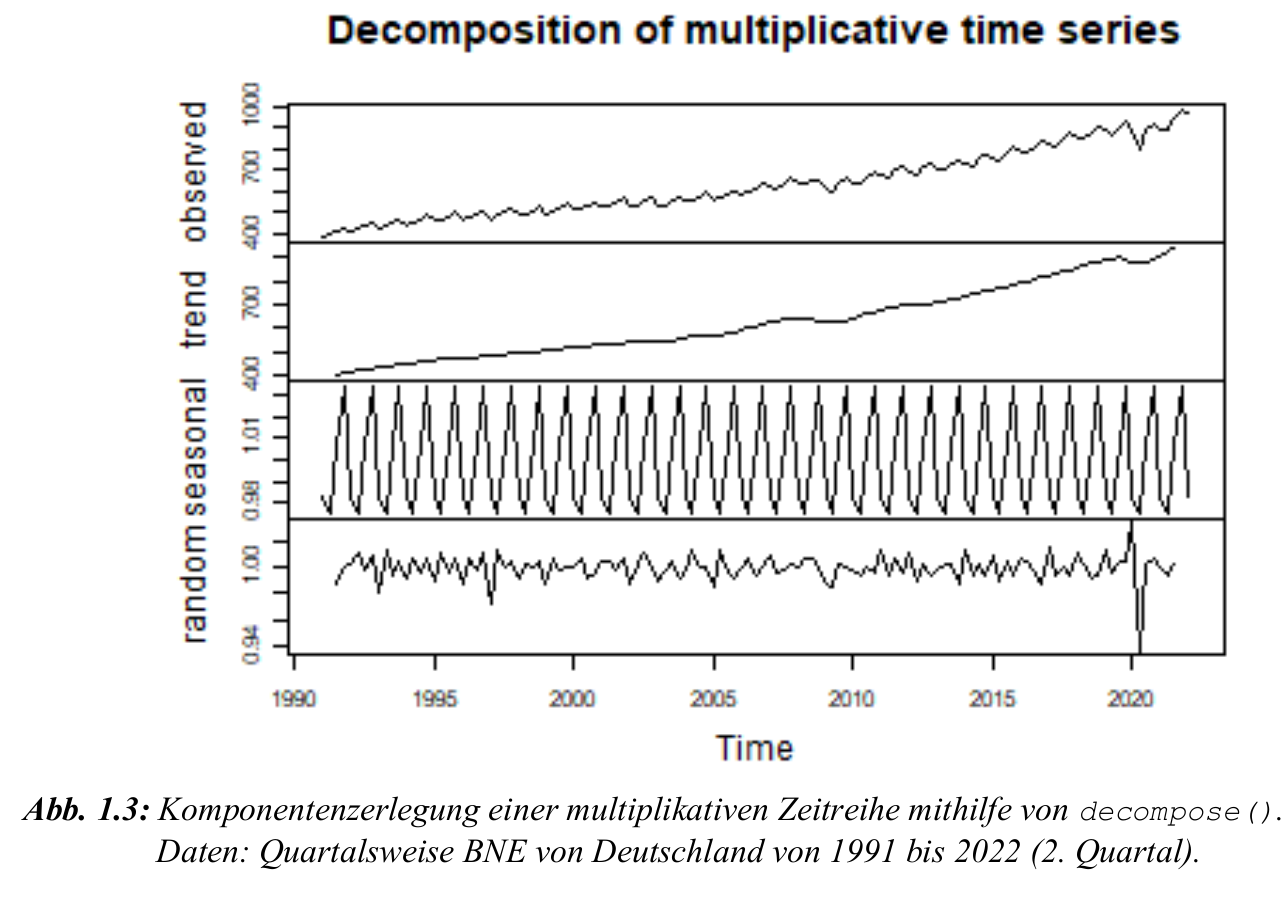 Decomposition of multiplicative time series
observed
1000
700
400
trend
700
400
seasonal
1.01
0.98
random
1.00
0.94
1990 1995 2000 2005 2010 2015 2020
Time
Abb. 1.3: Komponentenzerlegung einer multiplikativen Zeitreihe mithilfe von decompose().
Daten: Quartalsweise BNE von Deutschland von 1991 bis 2022 (2. Quartal).